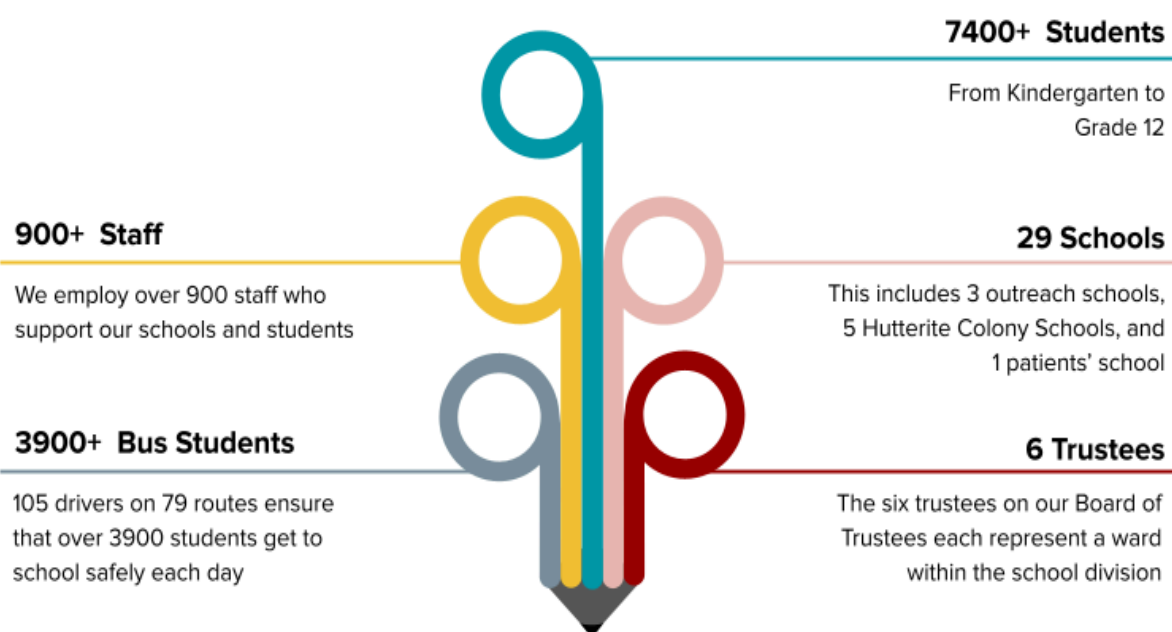 7400+ Students
From Kindergarten to
Grade 12
900+ Staff
We employ over 900 staff who
support our schools and students
29 Schools
This includes 3 outreach schools,
5 Hutterite Colony Schools, and
1 patients’ school
3900+ Bus Students
105 drivers on 79 routes ensure
that over 3900 students get to
school safely each day
6 Trustees
The six trustees on our Board of
Trustees each represent a ward
within the school division